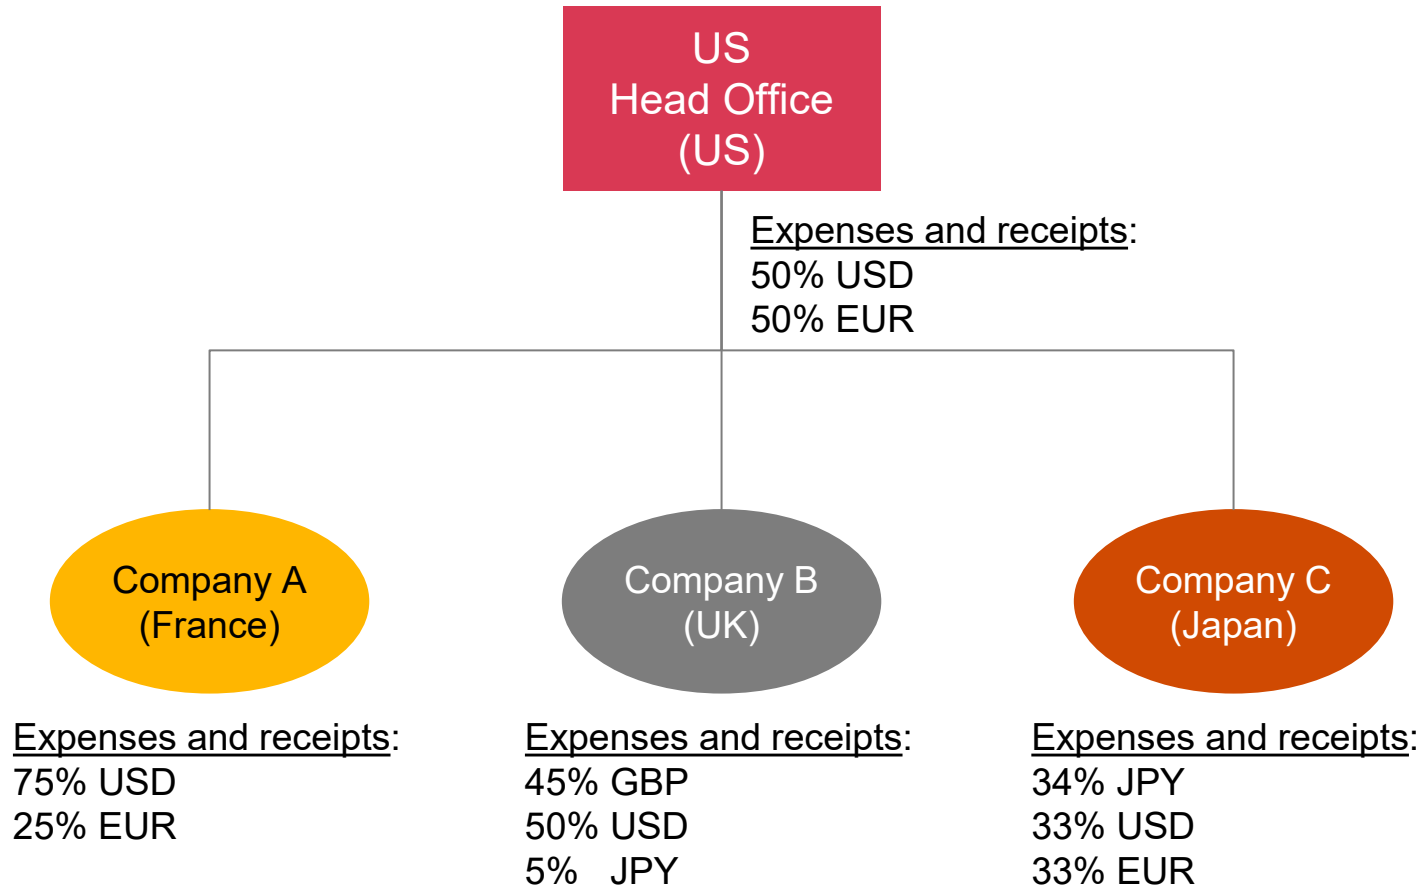 US
Head Office
(US)
Expenses and receipts:
50% USD
50% EUR
Company A
(France)
Company B
(UK)
Company C
(Japan)
Expenses and receipts:
75% USD
25% EUR
Expenses and receipts:
45% GBP
50% USD
5% JPY
Expenses and receipts:
34% JPY
33% USD
33% EUR